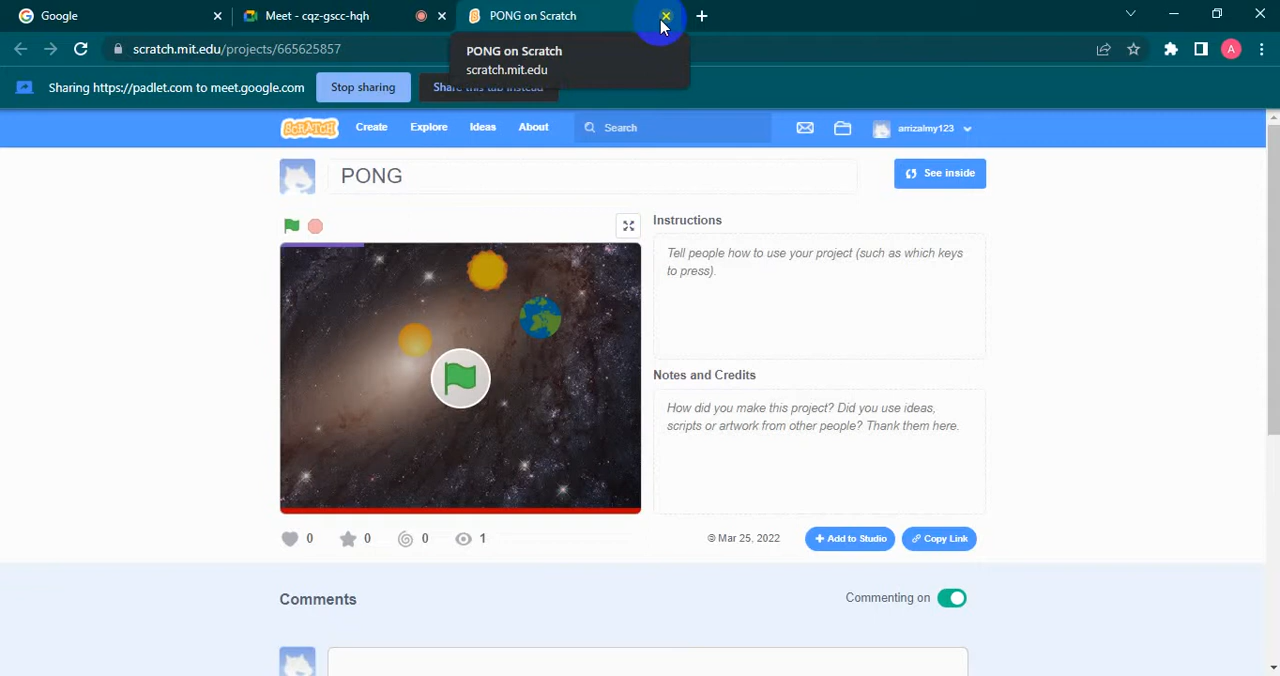 Google
Meet - cqz-gscc-hqh
PONG on Scratch
scratch.mit.edu/projects/665625857
PONG on Scratch
scratch.mit.edu
A
Sharing https://padlet.com to meet.google.com
Stop sharing
Share this tab instead
SCRATCH
Create
Explore
Ideas
About
Search
arrizalmy123
PONG
See inside
Instructions
Tell people how to use your project (such as which keys
to press).
Notes and Credits
How did you make this project? Did you use ideas,
scripts or artwork from other people? Thank them here.
0
0
0
1
© Mar 25, 2022
Add to Studio
Copy Link
Comments
Commenting on